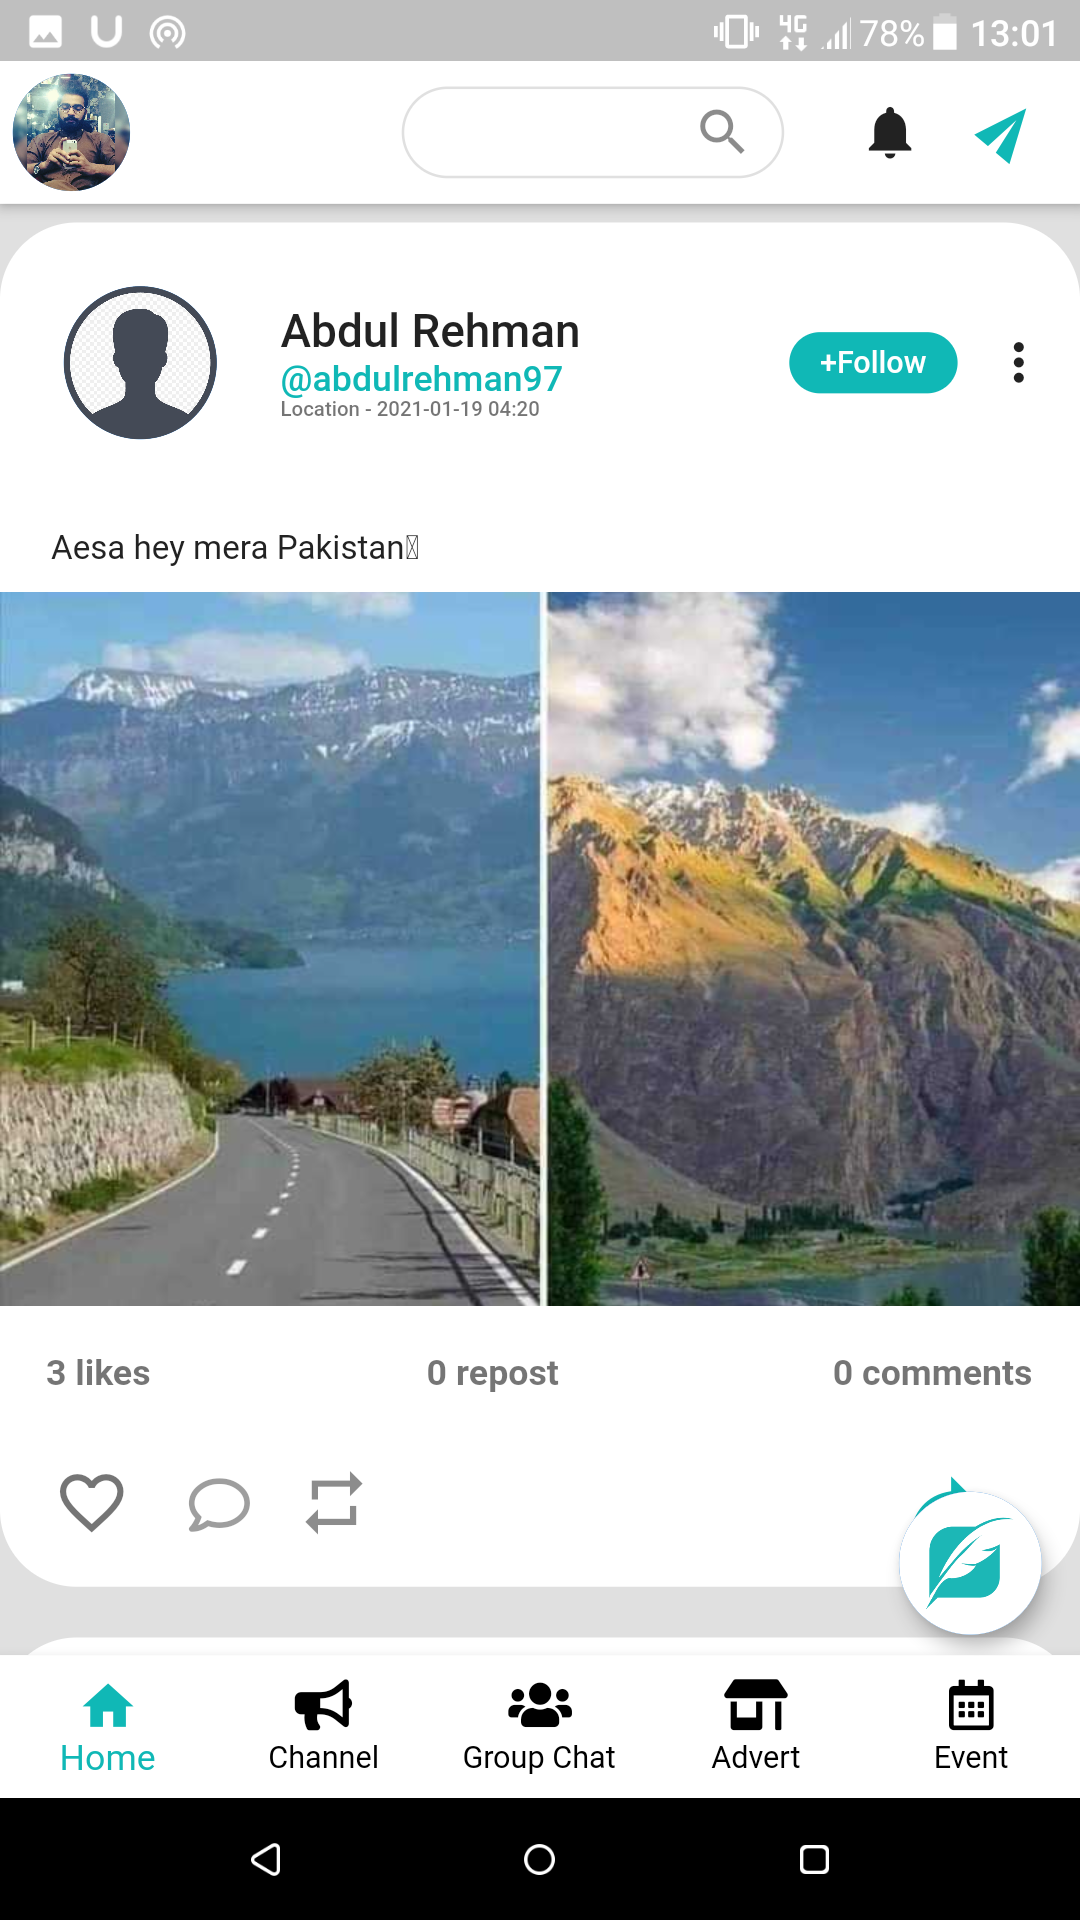 4G 78% 13:01
Abdul Rehman
@abdulrehman97
Location - 2021-01-19 04:20
+Follow
Aesa hey mera Pakistan
3 likes 0 repost 0 comments
Home Channel Group Chat Advert Event